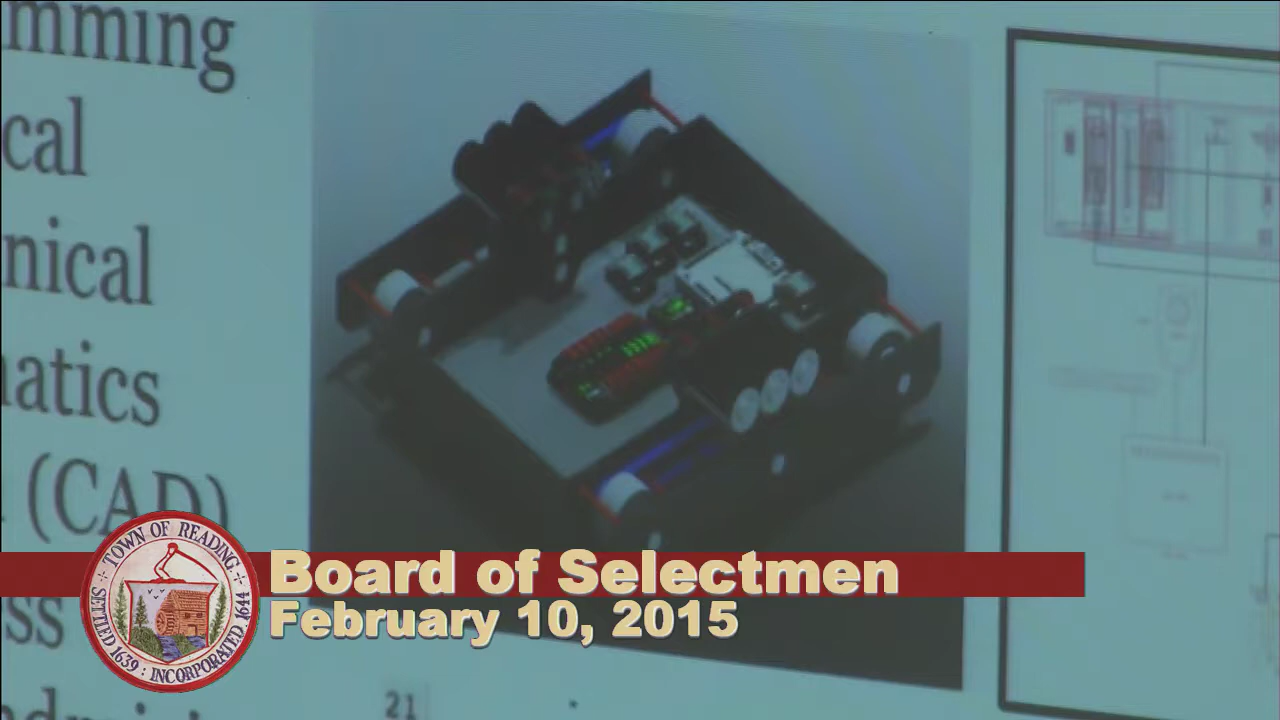 mming
cal
nical
natics
(CAD)
ss
21
TOWN OF READING
SETTLED 1639 : INCORPORATED 1644
Board of Selectmen
February 10, 2015